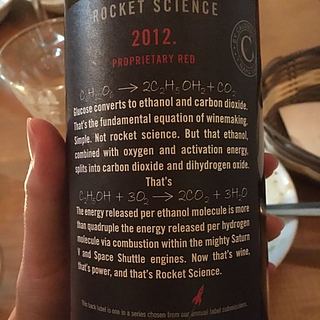 ROCKET SCIENCE
2012.
PROPRIETARY RED
C
→ 2C₂H₅OH₂ + CO₂
Glucose converts to ethanol and carbon dioxide.
That's the fundamental equation of winemaking.
Simple. Not rocket science. But that ethanol,
combined with oxygen and activation energy,
splits into carbon dioxide and dihydrogen oxide.
That's
C₂H₅OH + 3O₂ → 2CO₂ + 3H₂O
The energy released per ethanol molecule is more
than quadruple the energy released per hydrogen
molecule via combustion within the mighty Saturn
V and Space Shuttle engines. Now that's wine,
that's power, and that's Rocket Science.
This back label is one in a series chosen from our annual label submissions.